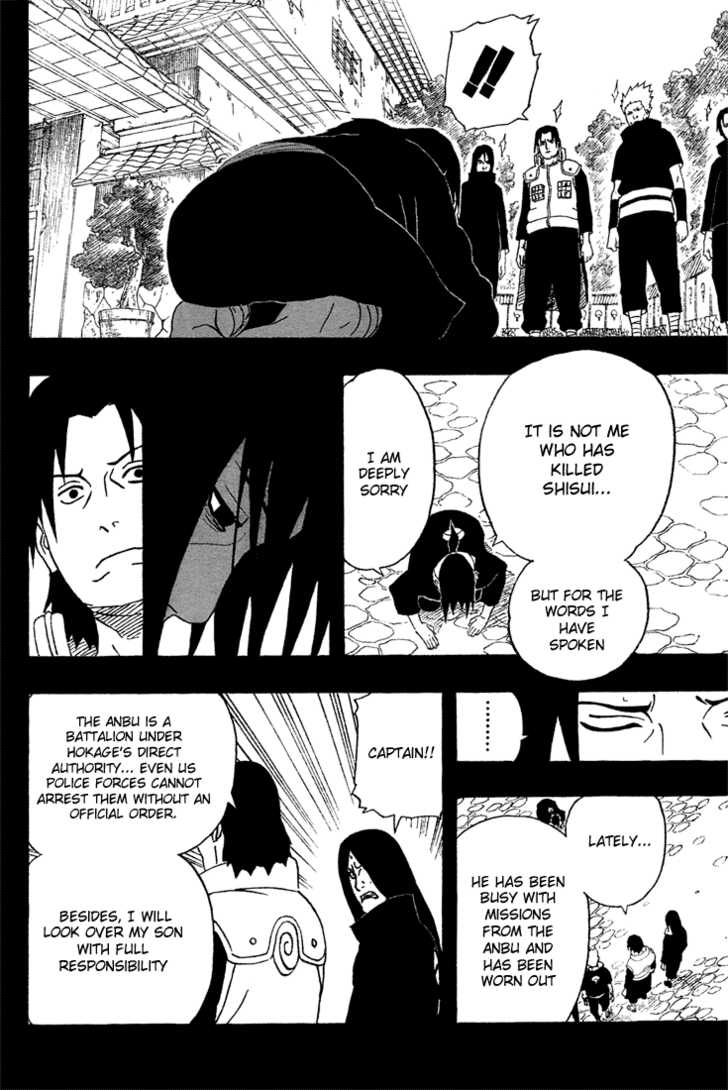 !!
IT IS NOT ME
WHO HAS
KILLED
SHISUI...
BUT FOR THE
WORDS I
HAVE
SPOKEN
I AM
DEEPLY
SORRY
........
LATELY...
HE HAS BEEN
BUSY WITH
MISSIONS
FROM THE
ANBU AND
HAS BEEN
WORN OUT
CAPTAIN!!
THE ANBU IS A
BATTALION UNDER
HOKAGE'S DIRECT
AUTHORITY... EVEN US
POLICE FORCES CANNOT
ARREST THEM WITHOUT AN
OFFICIAL ORDER.
BESIDES, I WILL
LOOK OVER MY SON
WITH FULL
RESPONSIBILITY